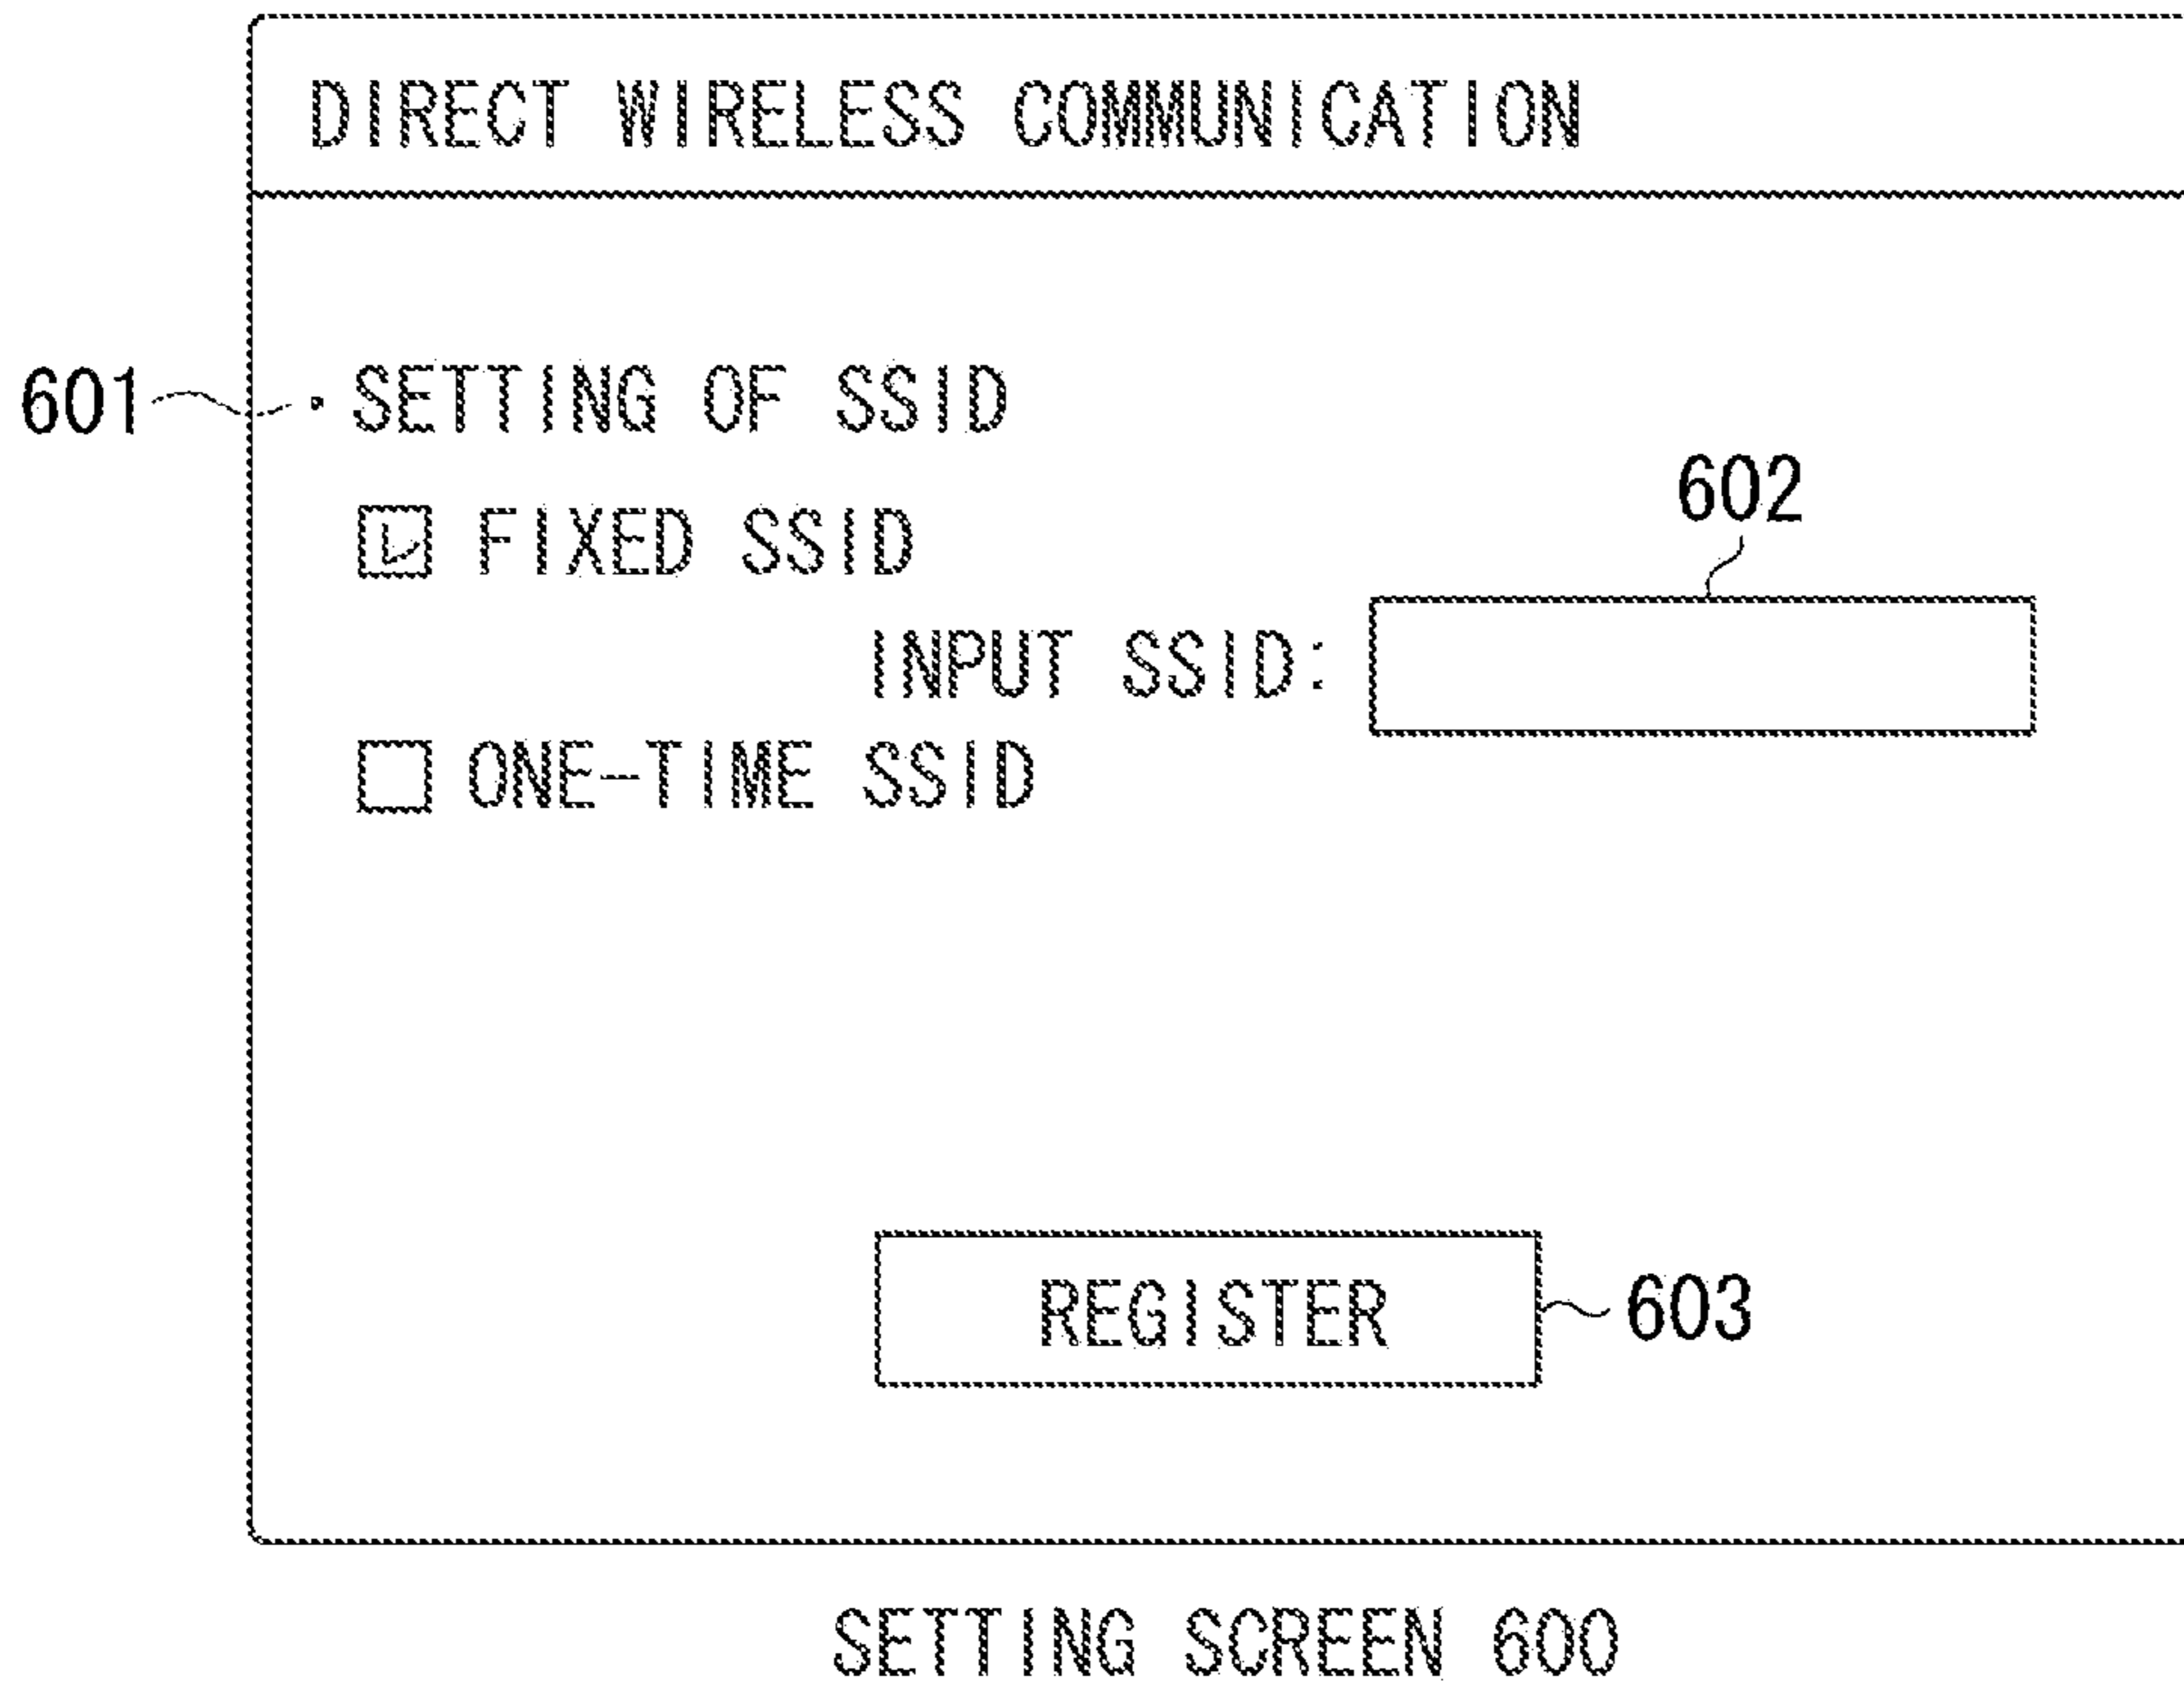 DIRECT WIRELESS COMMUNICATION
601 · SETTING OF SSID
602
FIXED SSID
INPUT SSID:
ONE-TIME SSID
REGISTER 603
SETTING SCREEN 600